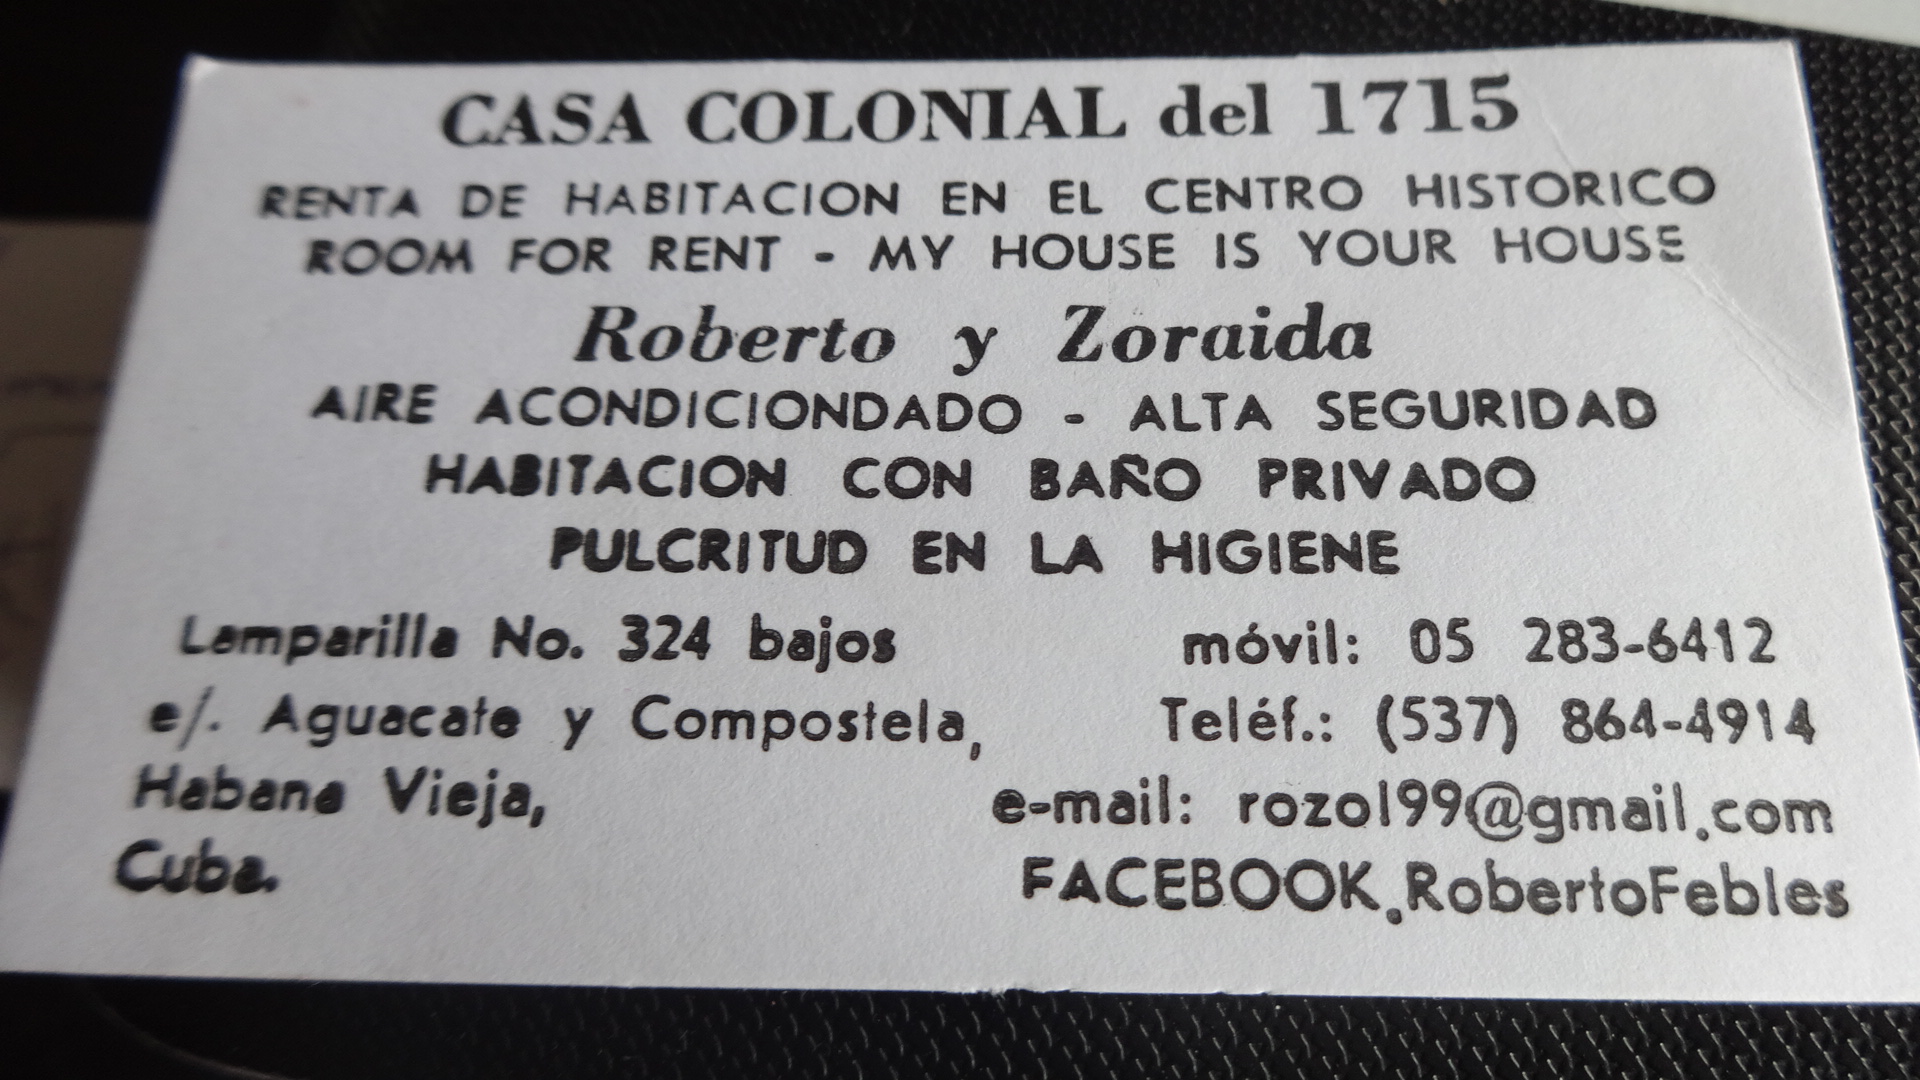 CASA COLONIAL del 1715
RENTA DE HABITACION EN EL CENTRO HISTORICO
ROOM FOR RENT - MY HOUSE IS YOUR HOUSE
Roberto y Zoraida
AIRE ACONDICIONDADO - ALTA SEGURIDAD
HABITACION CON BAÑO PRIVADO
PULCRITUD EN LA HIGIENE
Lamparilla No. 324 bajos
e/. Aguacate y Compostela,
Habana Vieja,
Cuba.
móvil: 05 283-6412
Teléf.: (537) 864-4914
e-mail: rozo199@gmail.com
FACEBOOK.RobertoFebles